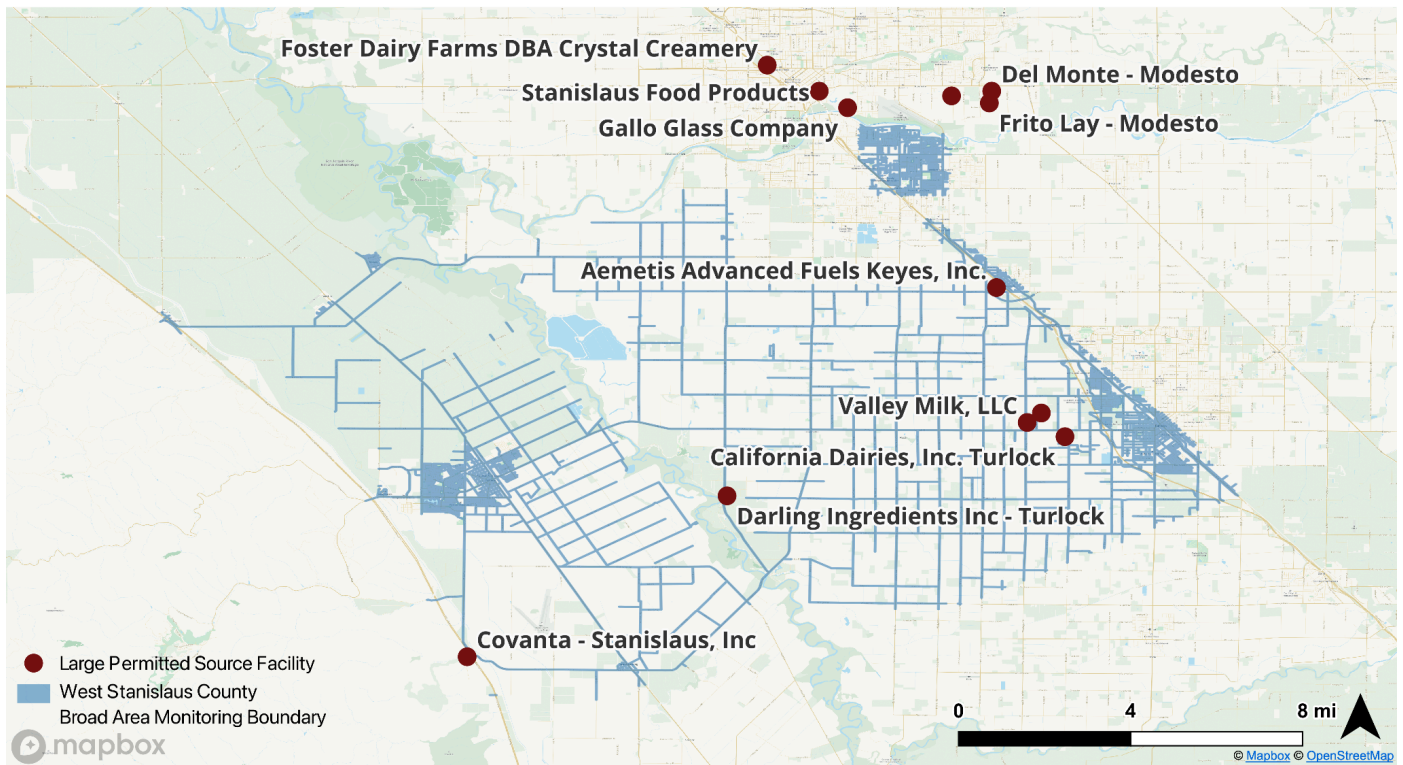 Foster Dairy Farms DBA Crystal Creamery
Del Monte - Modesto
Stanislaus Food Products
Frito Lay - Modesto
Gallo Glass Company
Aemetis Advanced Fuels Keyes, Inc.
Valley Milk, LLC
California Dairies, Inc. Turlock
Darling Ingredients Inc - Turlock
Covanta - Stanislaus, Inc
Large Permitted Source Facility
West Stanislaus County
Broad Area Monitoring Boundary
mapbox
0 4 8 mi
© Mapbox © OpenStreetMap